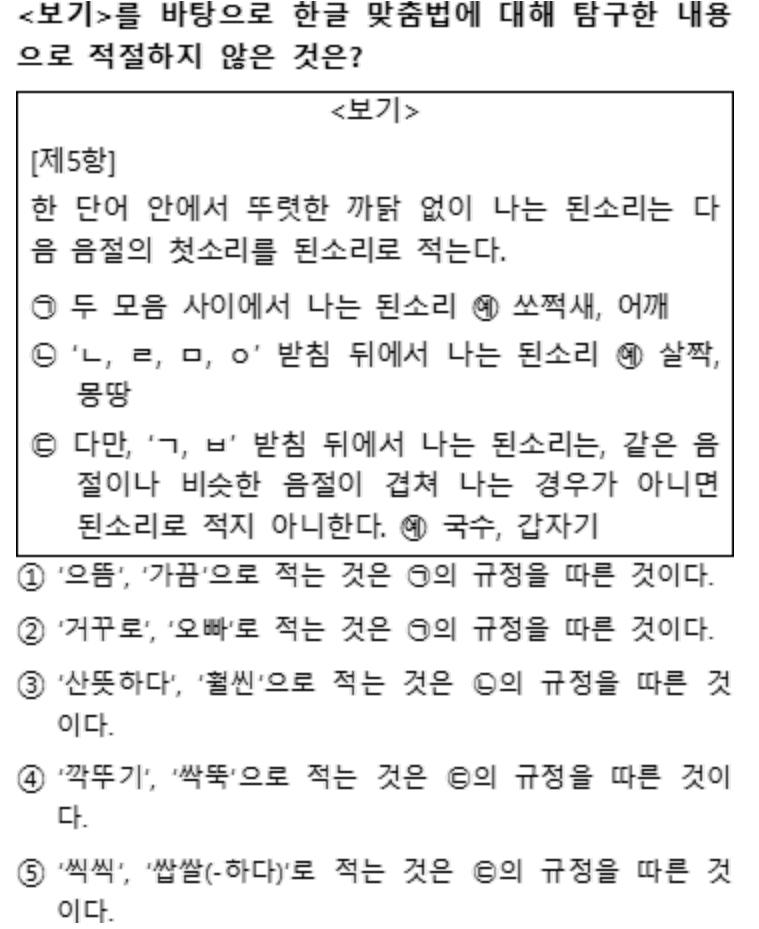 <보기>를 바탕으로 한글 맞춤법에 대해 탐구한 내용
으로 적절하지 않은 것은?
<보기>
[제5항]
한 단어 안에서 뚜렷한 까닭 없이 나는 된소리는 다
음 음절의 첫소리를 된소리로 적는다.
㉠ 두 모음 사이에서 나는 된소리 ㉖ 쏘쩍새, 어깨
㉡ ‘ㄴ, ㄹ, ㅁ, ㅇ’ 받침 뒤에서 나는 된소리 ㉖ 살짝,
몽땅
㉢ 다만, ‘ㄱ, ㅂ’ 받침 뒤에서 나는 된소리는, 같은 음
절이나 비슷한 음절이 겹쳐 나는 경우가 아니면
된소리로 적지 아니한다. ㉖ 국수, 갑자기
① ‘으뜸’, ‘가끔’으로 적는 것은 ㉠의 규정을 따른 것이다.
② ‘거꾸로’, ‘오빠’로 적는 것은 ㉠의 규정을 따른 것이다.
③ ‘산뜻하다’, ‘훨씬’으로 적는 것은 ㉡의 규정을 따른 것
이다.
④ ‘깍뚜기’, ‘싹뚝’으로 적는 것은 ㉢의 규정을 따른 것이
다.
⑤ ‘씩씩’, ‘쌉쌀(-하다)’로 적는 것은 ㉢의 규정을 따른 것
이다.